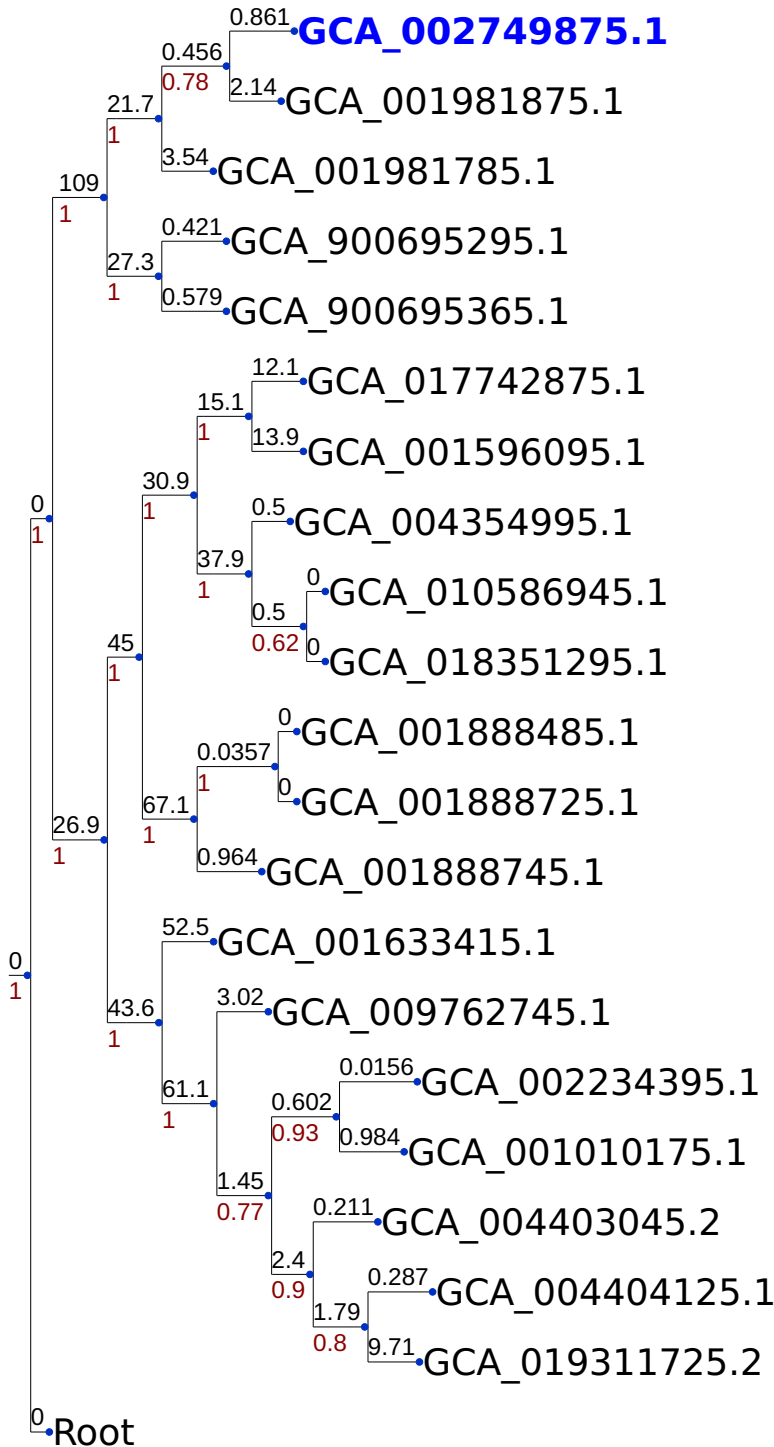 0.861
GCA_002749875.1
0.456
0.78
2.14
GCA_001981875.1
21.7
1
3.54
GCA_001981785.1
109
1
0.421
GCA_900695295.1
27.3
1
0.579
GCA_900695365.1
12.1
GCA_017742875.1
15.1
1
13.9
GCA_001596095.1
30.9
1
0.5
GCA_004354995.1
0
1
37.9
1
0
GCA_010586945.1
0.5
0.62
0
GCA_018351295.1
45
1
0
GCA_001888485.1
0.0357
1
0
GCA_001888725.1
67.1
1
26.9
1
0.964
GCA_001888745.1
52.5
GCA_001633415.1
0
1
43.6
1
3.02
GCA_009762745.1
61.1
1
0.0156
GCA_002234395.1
0.602
0.93
0.984
GCA_001010175.1
1.45
0.77
0.211
GCA_004403045.2
2.4
0.9
0.287
GCA_004404125.1
1.79
0.8
9.71
GCA_019311725.2
0
Root